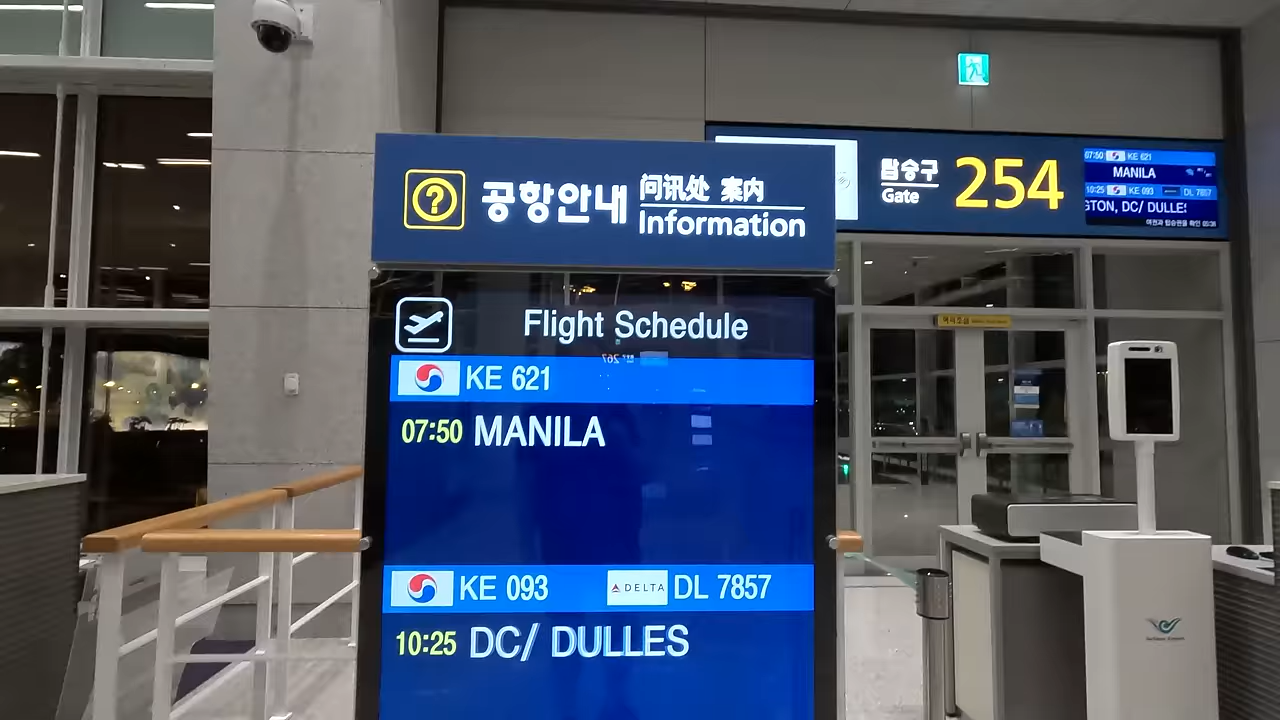 공항안내
问讯处 案内
Information
Flight Schedule
KE 621
07:50 MANILA
KE 093 DELTA DL 7857
10:25 DC/ DULLES
탑승구
Gate
254
07:50 KE 621
MANILA
10:25 KE 093 DL 7857
GTON, DC/ DULLES